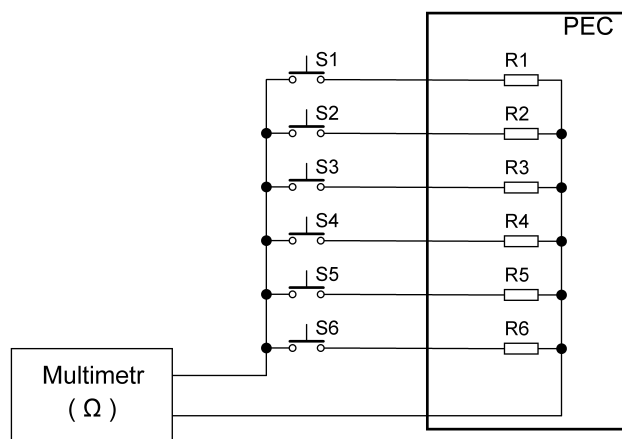 PEC
S1 R1
S2 R2
S3 R3
S4 R4
S5 R5
S6 R6
Multimetr
( Ω )